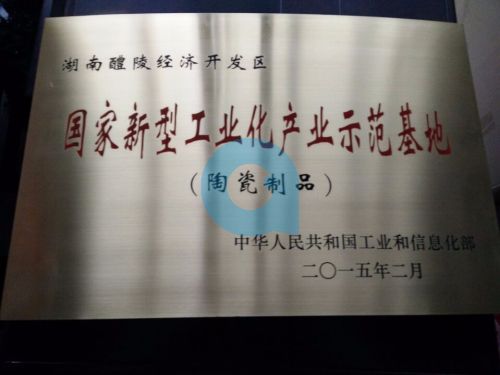 湖南醴陵经济开发区
国家新型工业化产业示范基地
（陶瓷制品）
中华人民共和国工业和信息化部
二〇一五年二月